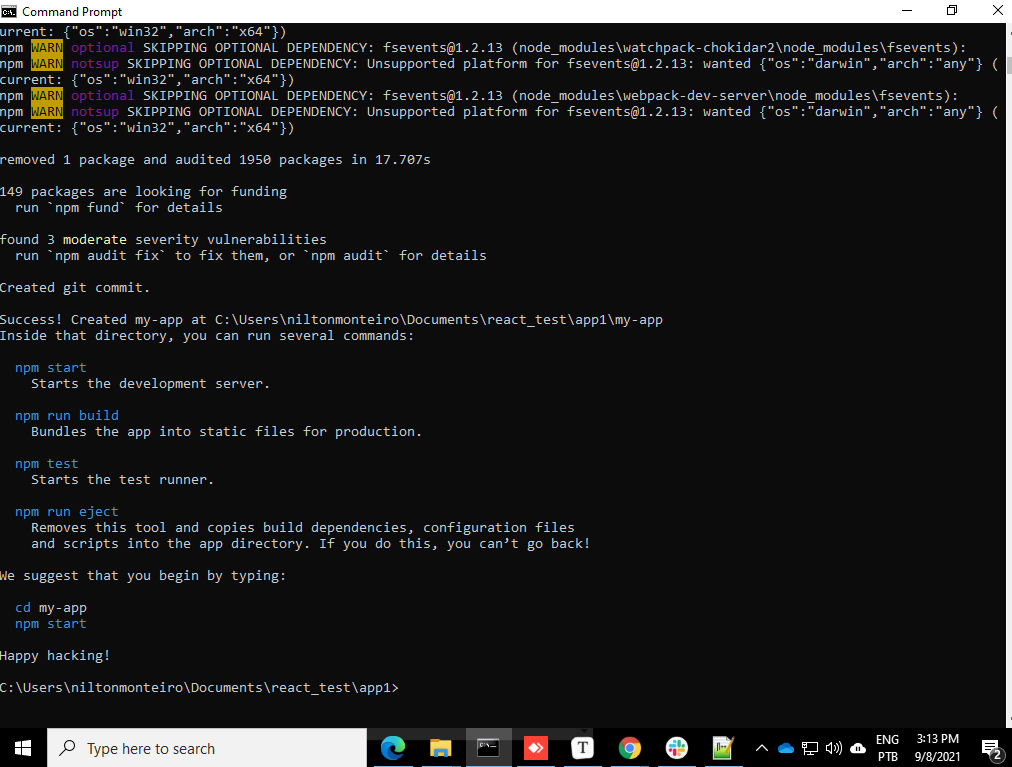 Command Prompt
urrent: {"os":"win32","arch":"x64"})
npm WARN optional SKIPPING OPTIONAL DEPENDENCY: fsevents@1.2.13 (node_modules\watchpack-chokidar2\node_modules\fsevents):
npm WARN notsup SKIPPING OPTIONAL DEPENDENCY: Unsupported platform for fsevents@1.2.13: wanted {"os":"darwin","arch":"any"} (
current: {"os":"win32","arch":"x64"})
npm WARN optional SKIPPING OPTIONAL DEPENDENCY: fsevents@1.2.13 (node_modules\webpack-dev-server\node_modules\fsevents):
npm WARN notsup SKIPPING OPTIONAL DEPENDENCY: Unsupported platform for fsevents@1.2.13: wanted {"os":"darwin","arch":"any"} (
current: {"os":"win32","arch":"x64"})
removed 1 package and audited 1950 packages in 17.707s
149 packages are looking for funding
run `npm fund` for details
found 3 moderate severity vulnerabilities
run `npm audit fix` to fix them, or `npm audit` for details
Created git commit.
Success! Created my-app at C:\Users\niltonmonteiro\Documents\react_test\app1\my-app
Inside that directory, you can run several commands:
npm start
Starts the development server.
npm run build
Bundles the app into static files for production.
npm test
Starts the test runner.
npm run eject
Removes this tool and copies build dependencies, configuration files
and scripts into the app directory. If you do this, you can’t go back!
We suggest that you begin by typing:
cd my-app
npm start
Happy hacking!
C:\Users\niltonmonteiro\Documents\react_test\app1>
Type here to search
T
ENG
PTB
3:13 PM
9/8/2021
2